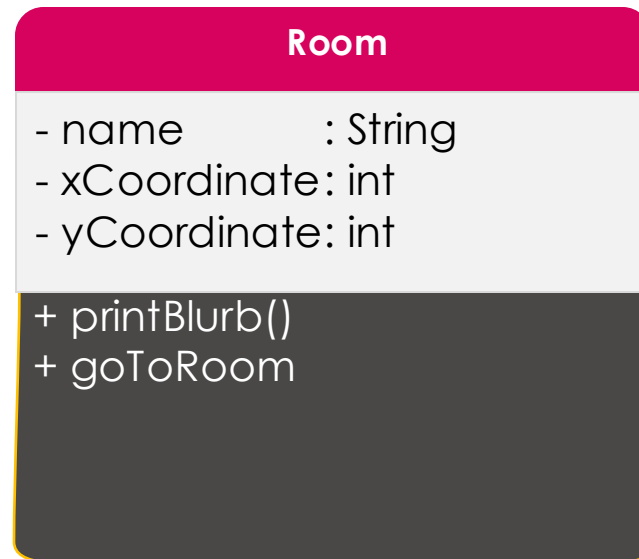 Room
- name : String
- xCoordinate: int
- yCoordinate: int
+ printBlurb()
+ goToRoom